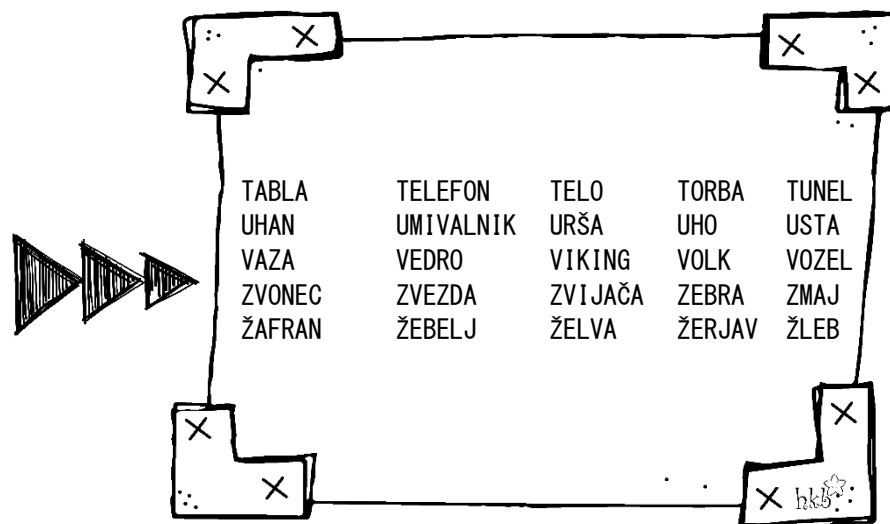 TABLA TELEFON TELO TORBA TUNEL
UHAN UMIVALNIK URŠA UHO USTA
VAZA VEDRO VIKING VOLK VOZEL
ZVONEC ZVEZDA ZVIJAČA ZEBRA ZMAJ
ŽAFRAN ŽEBELJ ŽELVA ŽERJAV ŽLEB
hkb